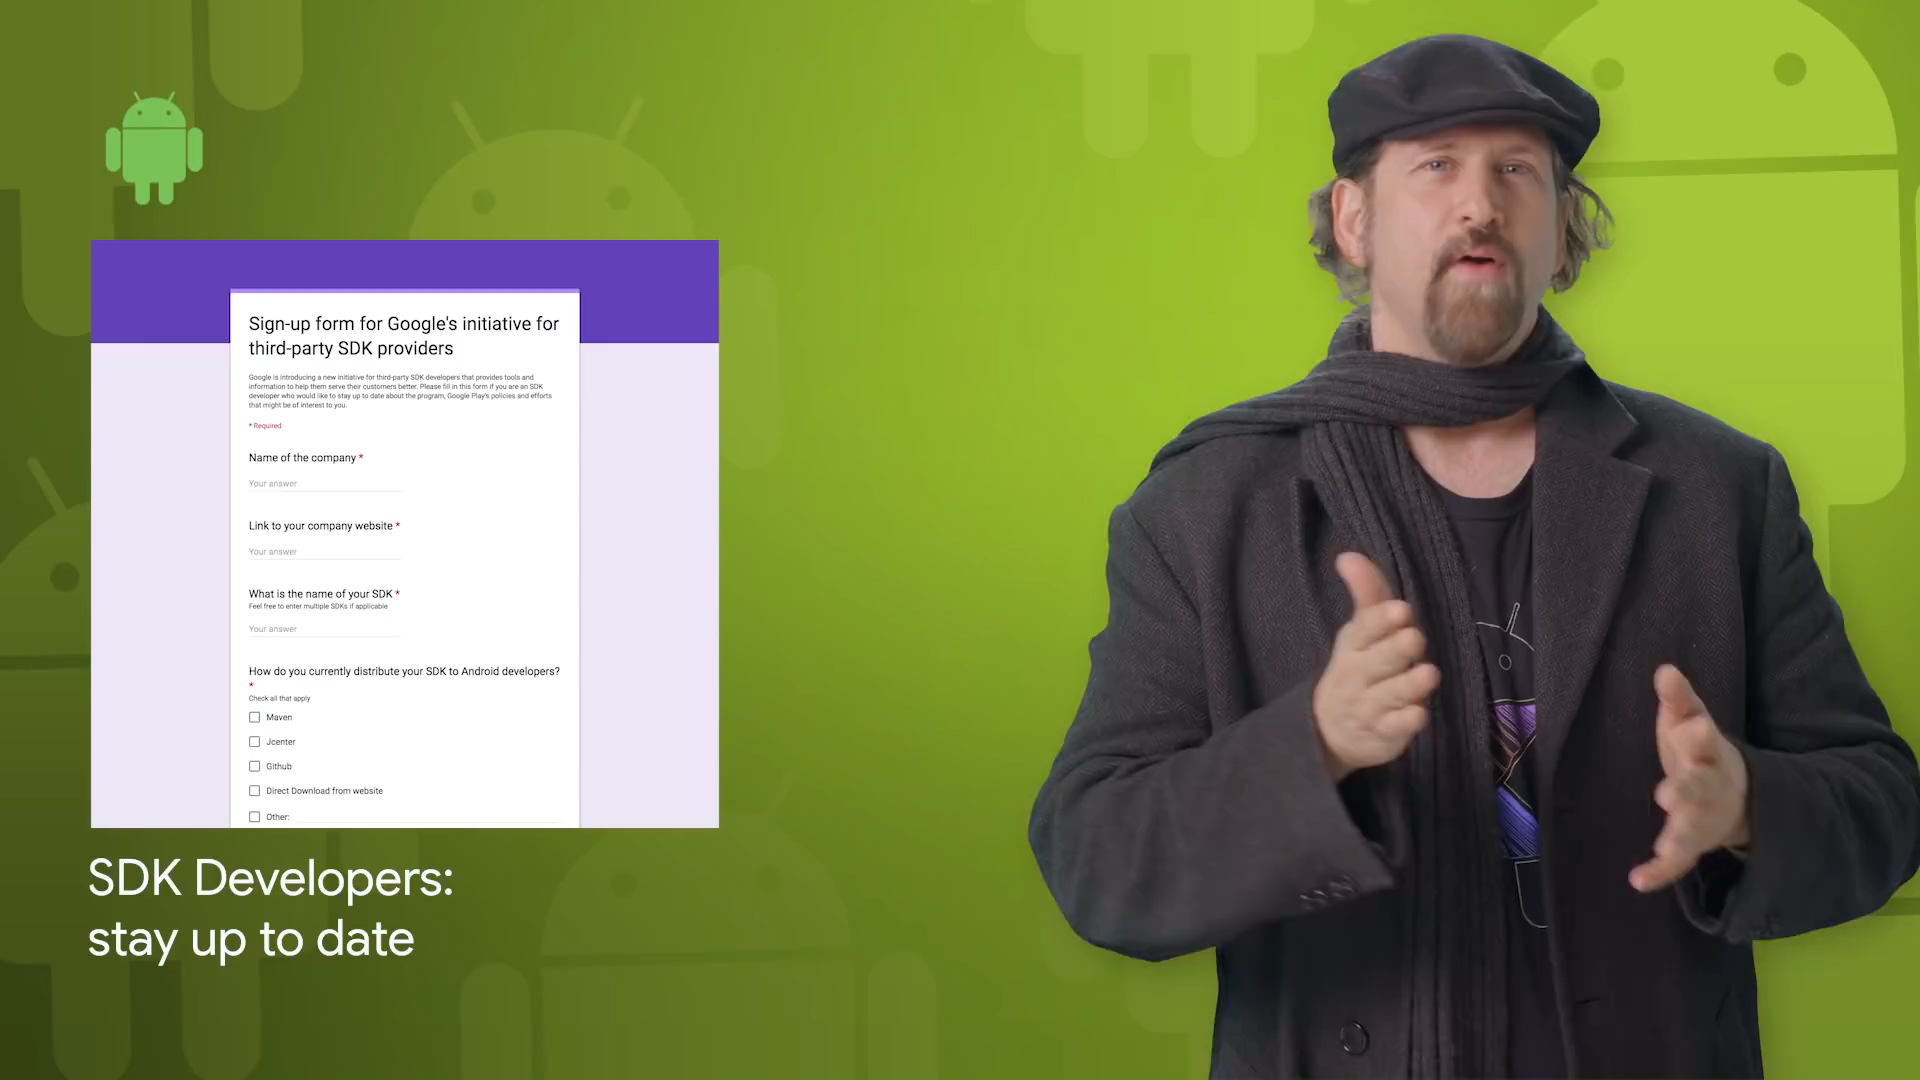 Sign-up form for Google's initiative for
third-party SDK providers
Google is introducing a new initiative for third-party SDK developers that provides tools and
information to help them serve their customers better. Please fill in this form if you are an SDK
developer who would like to stay up to date about the program, Google Play's policies and efforts
that might be of interest to you.
* Required
Name of the company *
Your answer
Link to your company website *
Your answer
What is the name of your SDK *
Feel free to enter multiple SDKs if applicable
Your answer
How do you currently distribute your SDK to Android developers?
*
Check all that apply
Maven
Jcenter
Github
Direct Download from website
Other:
SDK Developers:
stay up to date